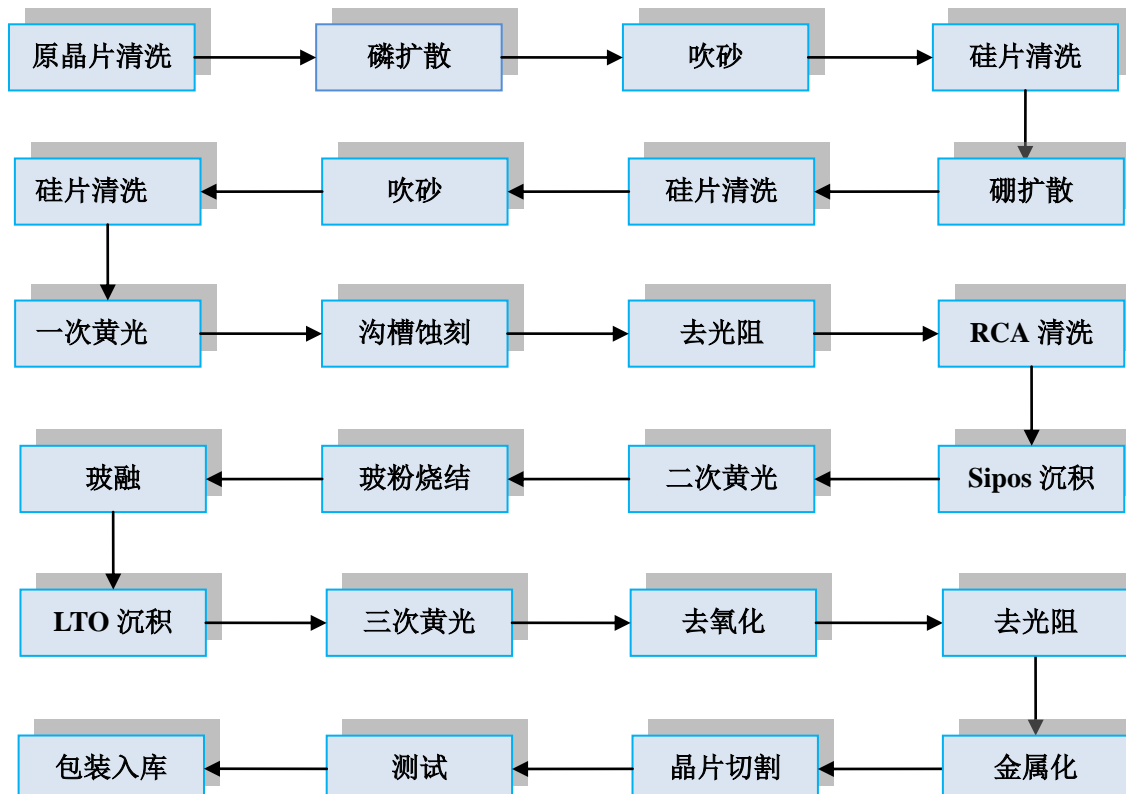 原晶片清洗
磷扩散
吹砂
硅片清洗
硼扩散
硅片清洗
吹砂
硅片清洗
一次黄光
沟槽蚀刻
去光阻
RCA 清洗
Sipos 沉积
二次黄光
玻粉烧结
玻融
LTO 沉积
三次黄光
去氧化
去光阻
金属化
晶片切割
测试
包装入库